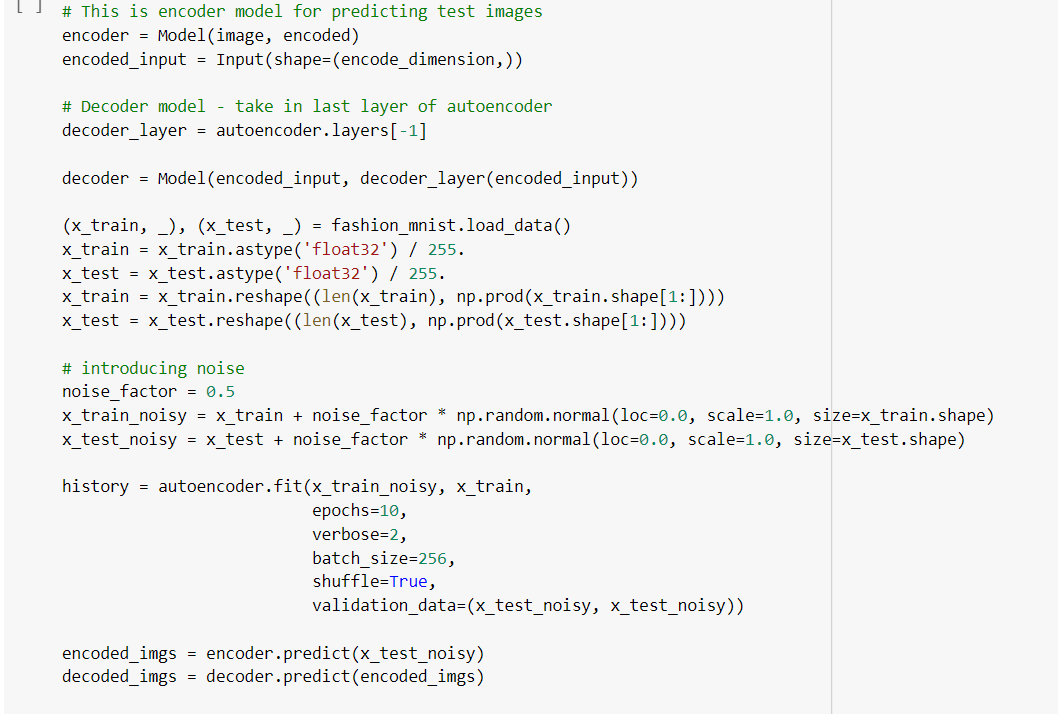 [ ] # This is encoder model for predicting test images
encoder = Model(image, encoded)
encoded_input = Input(shape=(encode_dimension,))
# Decoder model - take in last layer of autoencoder
decoder_layer = autoencoder.layers[-1]
decoder = Model(encoded_input, decoder_layer(encoded_input))
(x_train, _), (x_test, _) = fashion_mnist.load_data()
x_train = x_train.astype('float32') / 255.
x_test = x_test.astype('float32') / 255.
x_train = x_train.reshape((len(x_train), np.prod(x_train.shape[1:])))
x_test = x_test.reshape((len(x_test), np.prod(x_test.shape[1:])))
# introducing noise
noise_factor = 0.5
x_train_noisy = x_train + noise_factor * np.random.normal(loc=0.0, scale=1.0, size=x_train.shape)
x_test_noisy = x_test + noise_factor * np.random.normal(loc=0.0, scale=1.0, size=x_test.shape)
history = autoencoder.fit(x_train_noisy, x_train,
epochs=10,
verbose=2,
batch_size=256,
shuffle=True,
validation_data=(x_test_noisy, x_test_noisy))
encoded_imgs = encoder.predict(x_test_noisy)
decoded_imgs = decoder.predict(encoded_imgs)